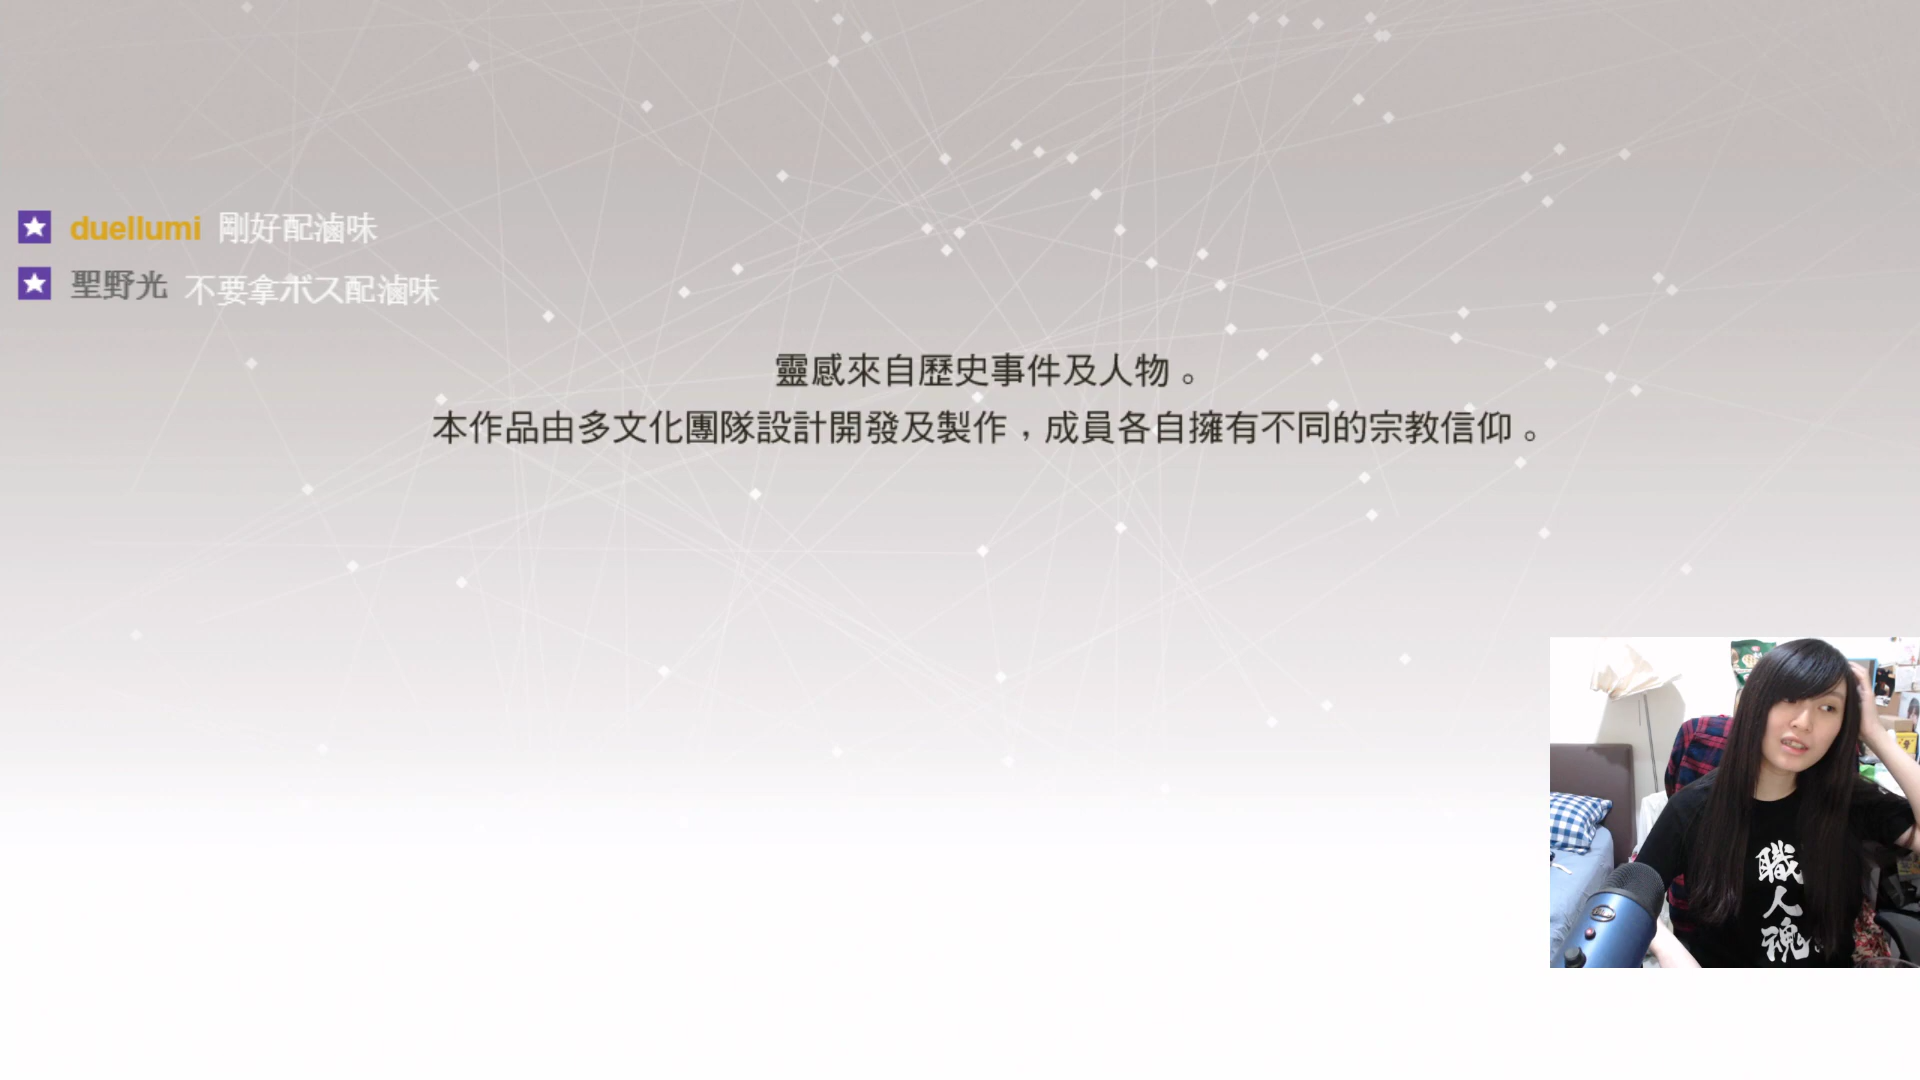 duellumi 剛好配滷味
聖野光 不要拿ボス配滷味
靈感來自歷史事件及人物。
本作品由多文化團隊設計開發及製作，成員各自擁有不同的宗教信仰。
職人魂